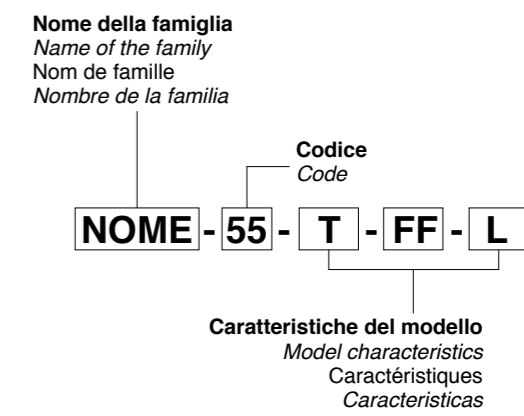 Nome della famiglia
Name of the family
Nom de famille
Nombre de la familia
Codice
Code
NOME - 55 - T - FF - L
Caratteristiche del modello
Model characteristics
Caractéristiques
Caracteristicas